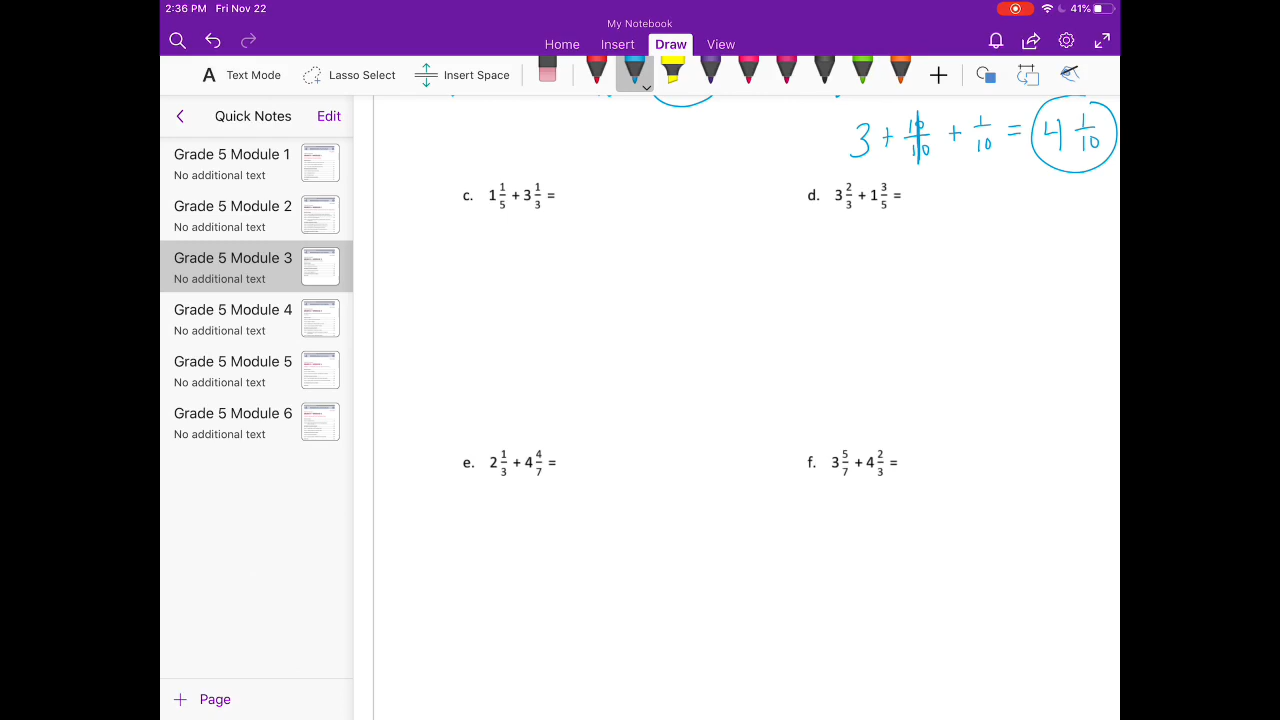 2:36 PM Fri Nov 22
41%
My Notebook
Home Insert Draw View
A Text Mode Lasso Select Insert Space
Quick Notes Edit
Grade 5 Module 1
No additional text
Grade 5 Module 2
No additional text
Grade 5 Module 3
No additional text
Grade 5 Module 4
No additional text
Grade 5 Module 5
No additional text
Grade 5 Module 6
No additional text
+ Page
3 + 10/10 + 1/10 = 4 1/10
c. 1 1/5 + 3 1/3 =
d. 3 2/3 + 1 3/5 =
e. 2 1/3 + 4 4/7 =
f. 3 5/7 + 4 2/3 =